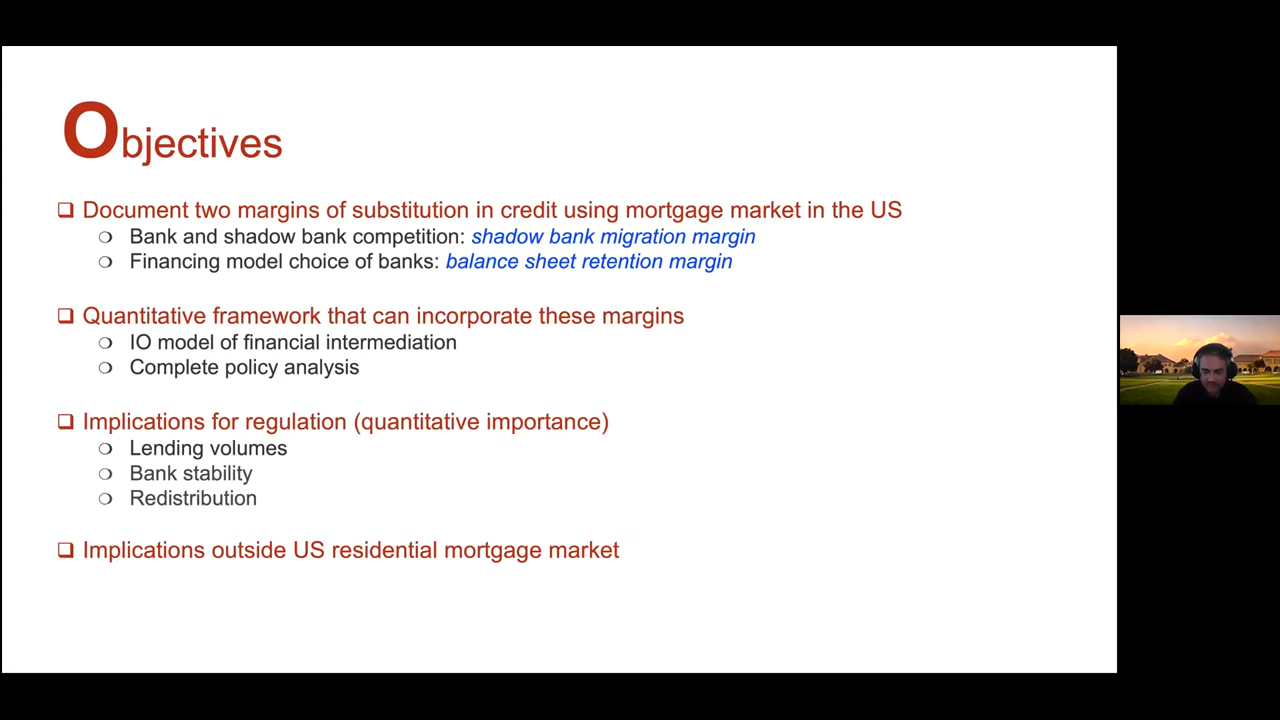 Objectives
Document two margins of substitution in credit using mortgage market in the US
Bank and shadow bank competition: shadow bank migration margin
Financing model choice of banks: balance sheet retention margin
Quantitative framework that can incorporate these margins
IO model of financial intermediation
Complete policy analysis
Implications for regulation (quantitative importance)
Lending volumes
Bank stability
Redistribution
Implications outside US residential mortgage market